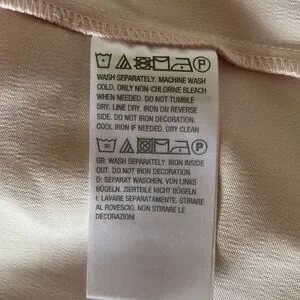 WASH SEPARATELY. MACHINE WASH
COLD. ONLY NON-CHLORINE BLEACH
WHEN NEEDED. DO NOT TUMBLE
DRY. LINE DRY. IRON ON REVERSE
SIDE. DO NOT IRON DECORATION.
COOL IRON IF NEEDED. DRY CLEAN
30
GB: WASH SEPARATELY. IRON INSIDE
OUT. DO NOT IRON DECORATION
D: SEPARAT WASCHEN. VON LINKS
BÜGELN. ZIERTEILE NICHT BÜGELN
I: LAVARE SEPARATAMENTE. STIRARE
AL ROVESCIO. NON STIRARE LE
DECORAZIONI